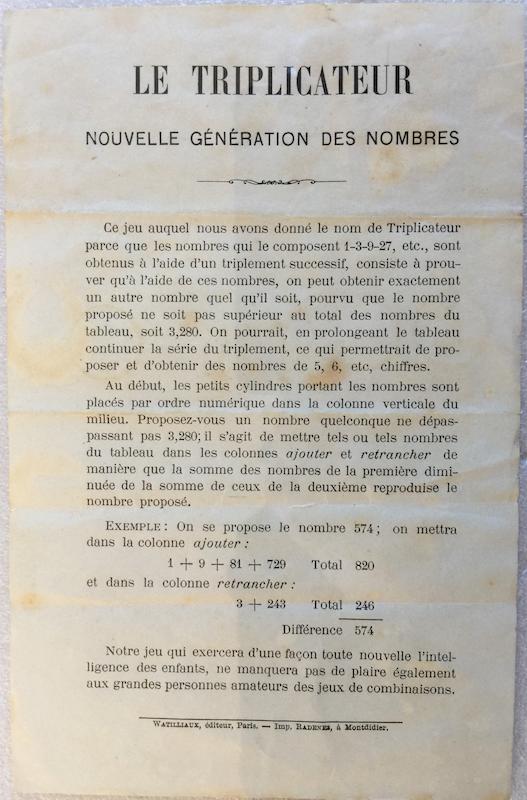 LE TRIPLICATEUR
NOUVELLE GÉNÉRATION DES NOMBRES
Ce jeu auquel nous avons donné le nom de Triplicateur
parce que les nombres qui le composent 1-3-9-27, etc., sont
obtenus à l'aide d'un triplement successif, consiste à prou-
ver qu'à l'aide de ces nombres, on peut obtenir exactement
un autre nombre quel qu'il soit, pourvu que le nombre
proposé ne soit pas supérieur au total des nombres du
tableau, soit 3,280. On pourrait, en prolongeant le tableau
continuer la série du triplement, ce qui permettrait de pro-
poser et d'obtenir des nombres de 5, 6, etc, chiffres.
Au début, les petits cylindres portant les nombres sont
placés par ordre numérique dans la colonne verticale du
milieu. Proposez-vous un nombre quelconque ne dépas-
passant pas 3,280; il s'agit de mettre tels ou tels nombres
du tableau dans les colonnes ajouter et retrancher de
manière que la somme des nombres de la première dimi-
nuée de la somme de ceux de la deuxième reproduise le
nombre proposé.
EXEMPLE : On se propose le nombre 574 ; on mettra
dans la colonne ajouter :
1 + 9 + 81 + 729 Total 820
et dans la colonne retrancher :
3 + 243 Total 246
Différence 574
Notre jeu qui exercera d'une façon toute nouvelle l'intel-
ligence des enfants, ne manquera pas de plaire également
aux grandes personnes amateurs des jeux de combinaisons.
WATILLIAUX, éditeur, Paris. — Imp. RADENEZ, à Montdidier.